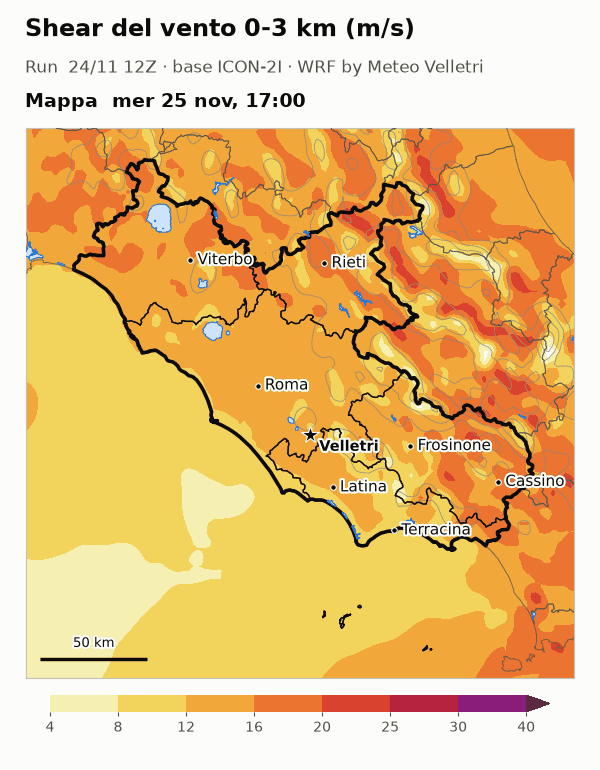 Shear del vento 0-3 km (m/s)
Run  24/11 12Z · base ICON-2I · WRF by Meteo Velletri
Mappa  mer 25 nov, 17:00
Viterbo
Rieti
Roma
Velletri
Frosinone
Cassino
Latina
Terracina
50 km
4 8 12 16 20 25 30 40